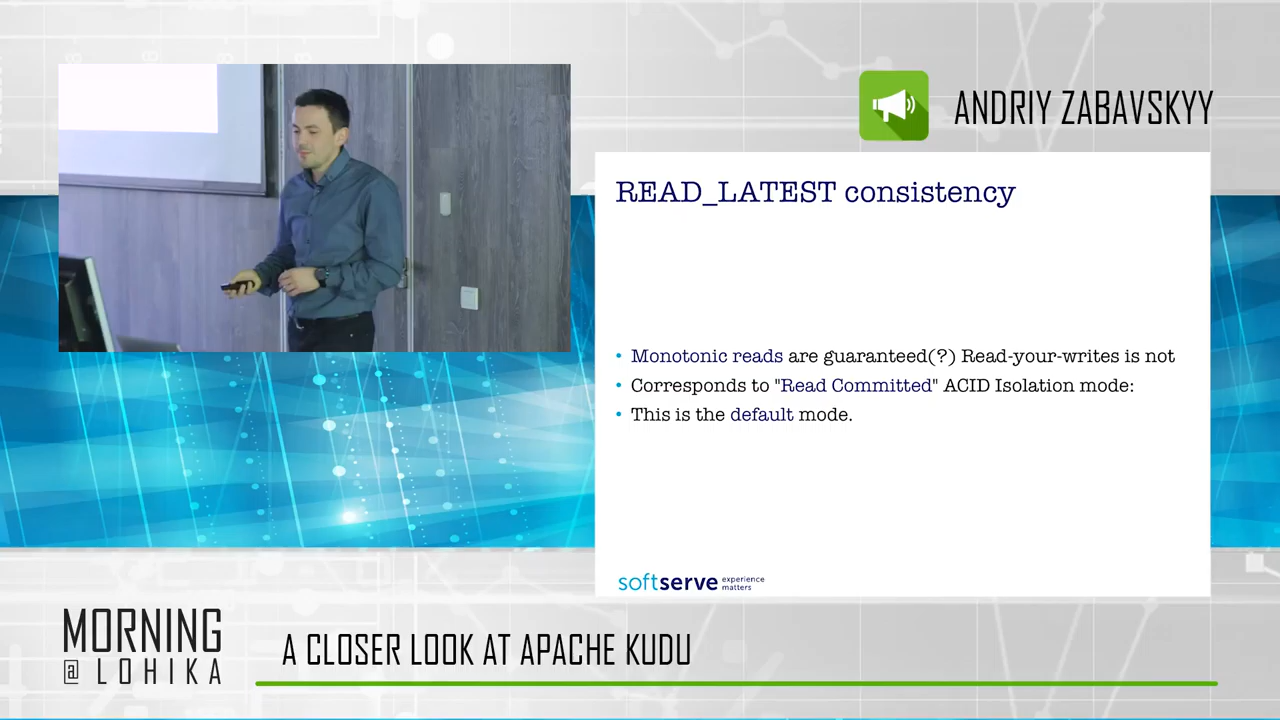 ANDRIY ZABAVSKYY
READ_LATEST consistency
• Monotonic reads are guaranteed(?) Read-your-writes is not
• Corresponds to "Read Committed" ACID Isolation mode:
• This is the default mode.
softserve experience
matters
MORNING
@ LOHIKA
A CLOSER LOOK AT APACHE KUDU